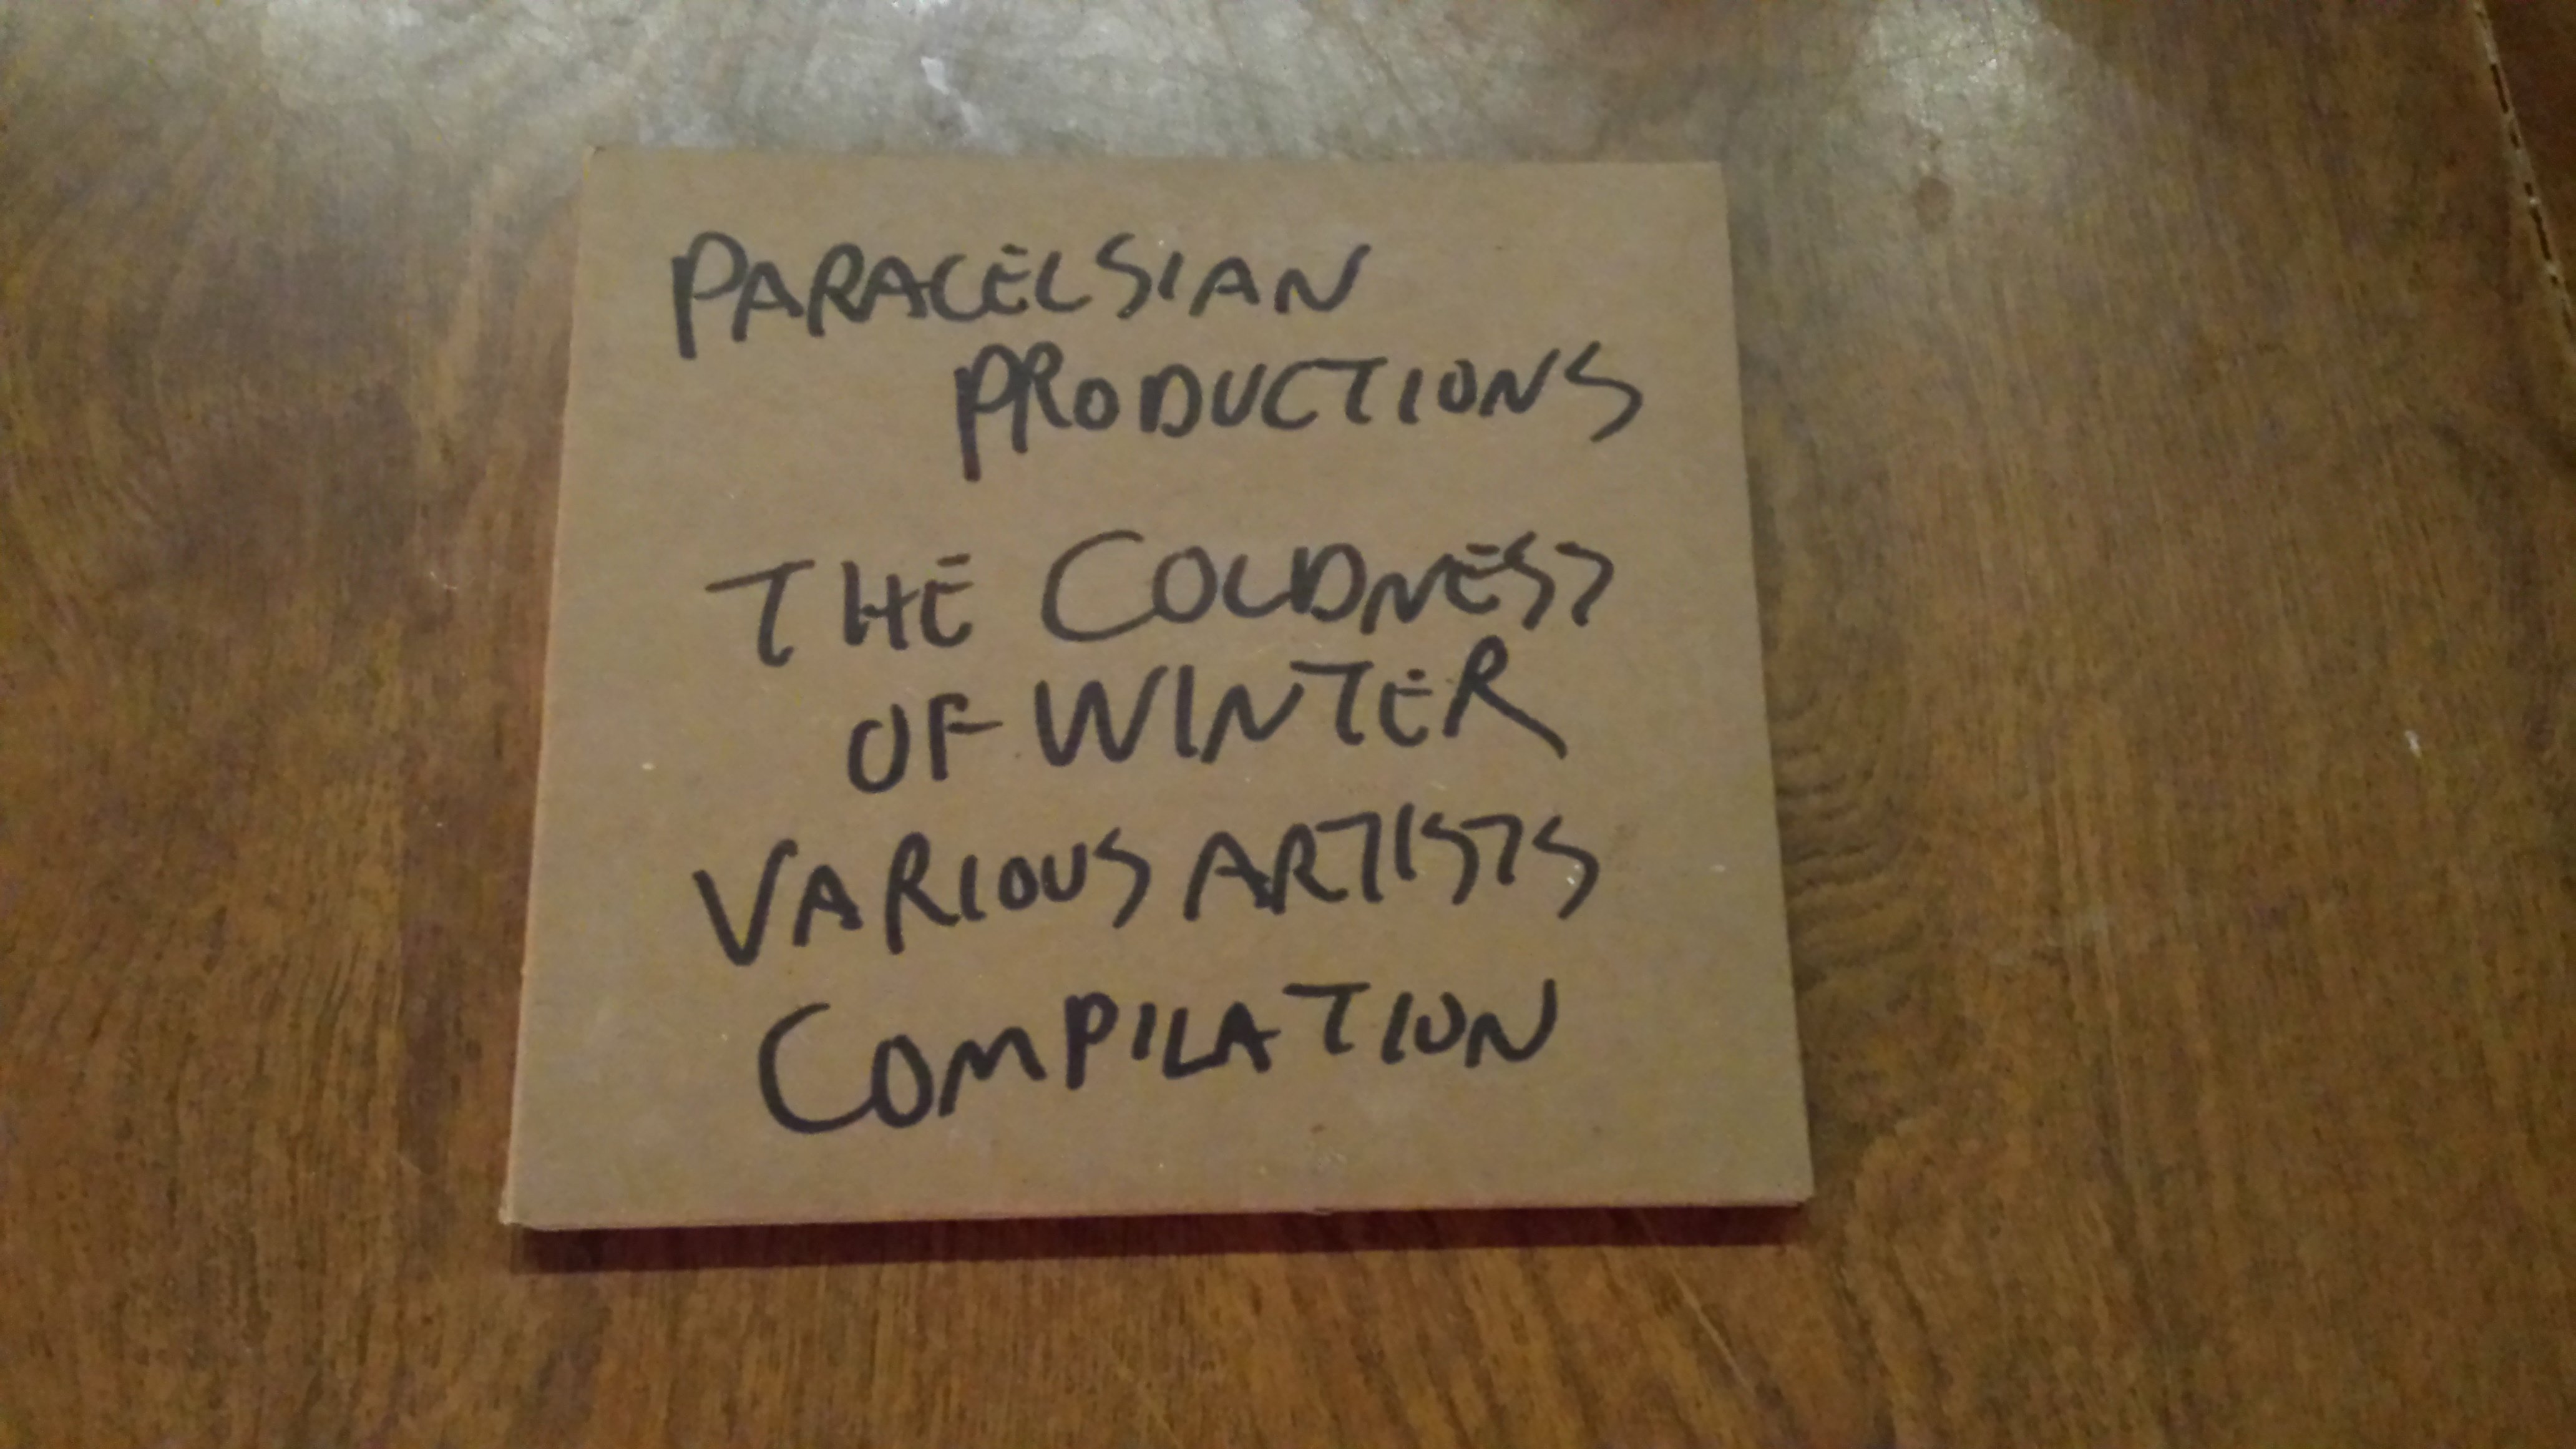 PARACELSIAN
PRODUCTIONS
THE COLDNESS
OF WINTER
VARIOUS ARTISTS
COMPILATION